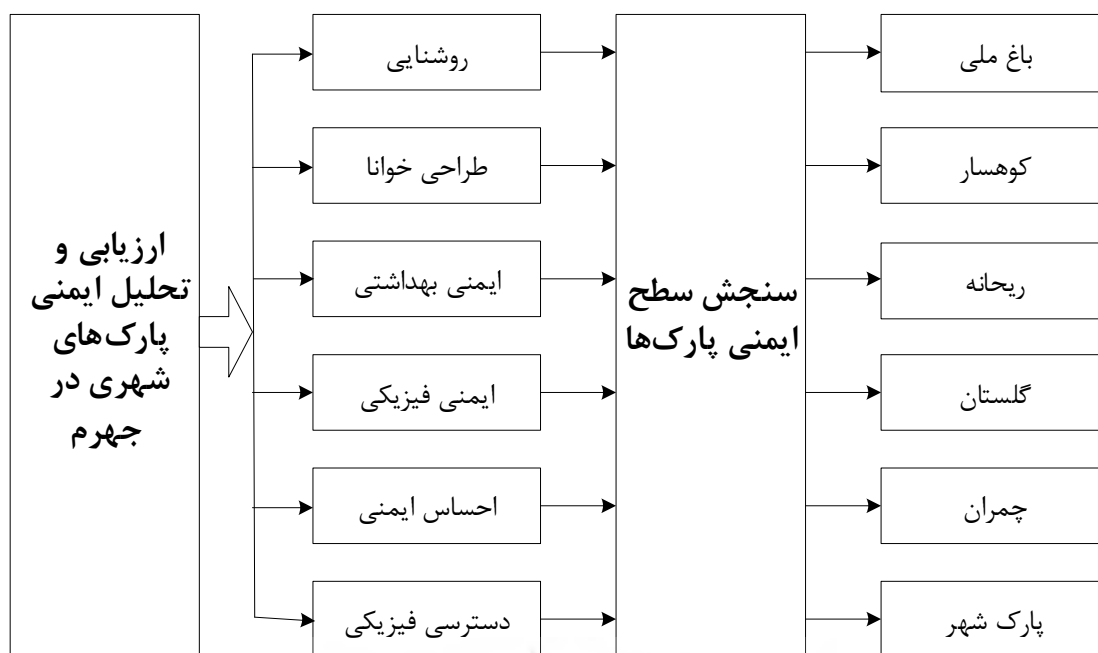 ارزیابی و
تحلیل ایمنی
پارک‌های
شهری در
جهرم
روشنایی
طراحی خوانا
ایمنی بهداشتی
ایمنی فیزیکی
احساس ایمنی
دسترسی فیزیکی
سنجش سطح
ایمنی پارک‌ها
باغ ملی
کوهسار
ریحانه
گلستان
چمران
پارک شهر